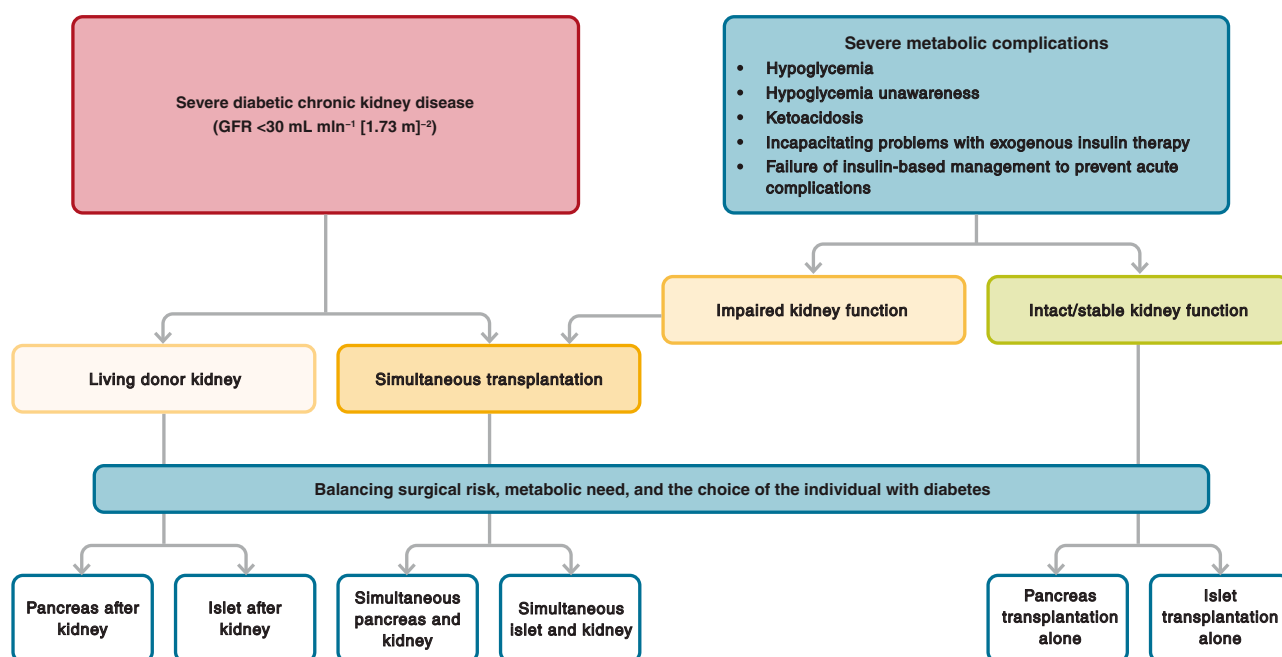 Severe diabetic chronic kidney disease
(GFR <30 mL mln⁻¹ [1.73 m]⁻²)
Severe metabolic complications
• Hypoglycemia
• Hypoglycemia unawareness
• Ketoacidosis
• Incapacitating problems with exogenous insulin therapy
• Failure of insulin-based management to prevent acute
complications
Impaired kidney function
Intact/stable kidney function
Living donor kidney
Simultaneous transplantation
Balancing surgical risk, metabolic need, and the choice of the individual with diabetes
Pancreas after
kidney
Islet after
kidney
Simultaneous
pancreas and
kidney
Simultaneous
islet and kidney
Pancreas
transplantation
alone
Islet
transplantation
alone